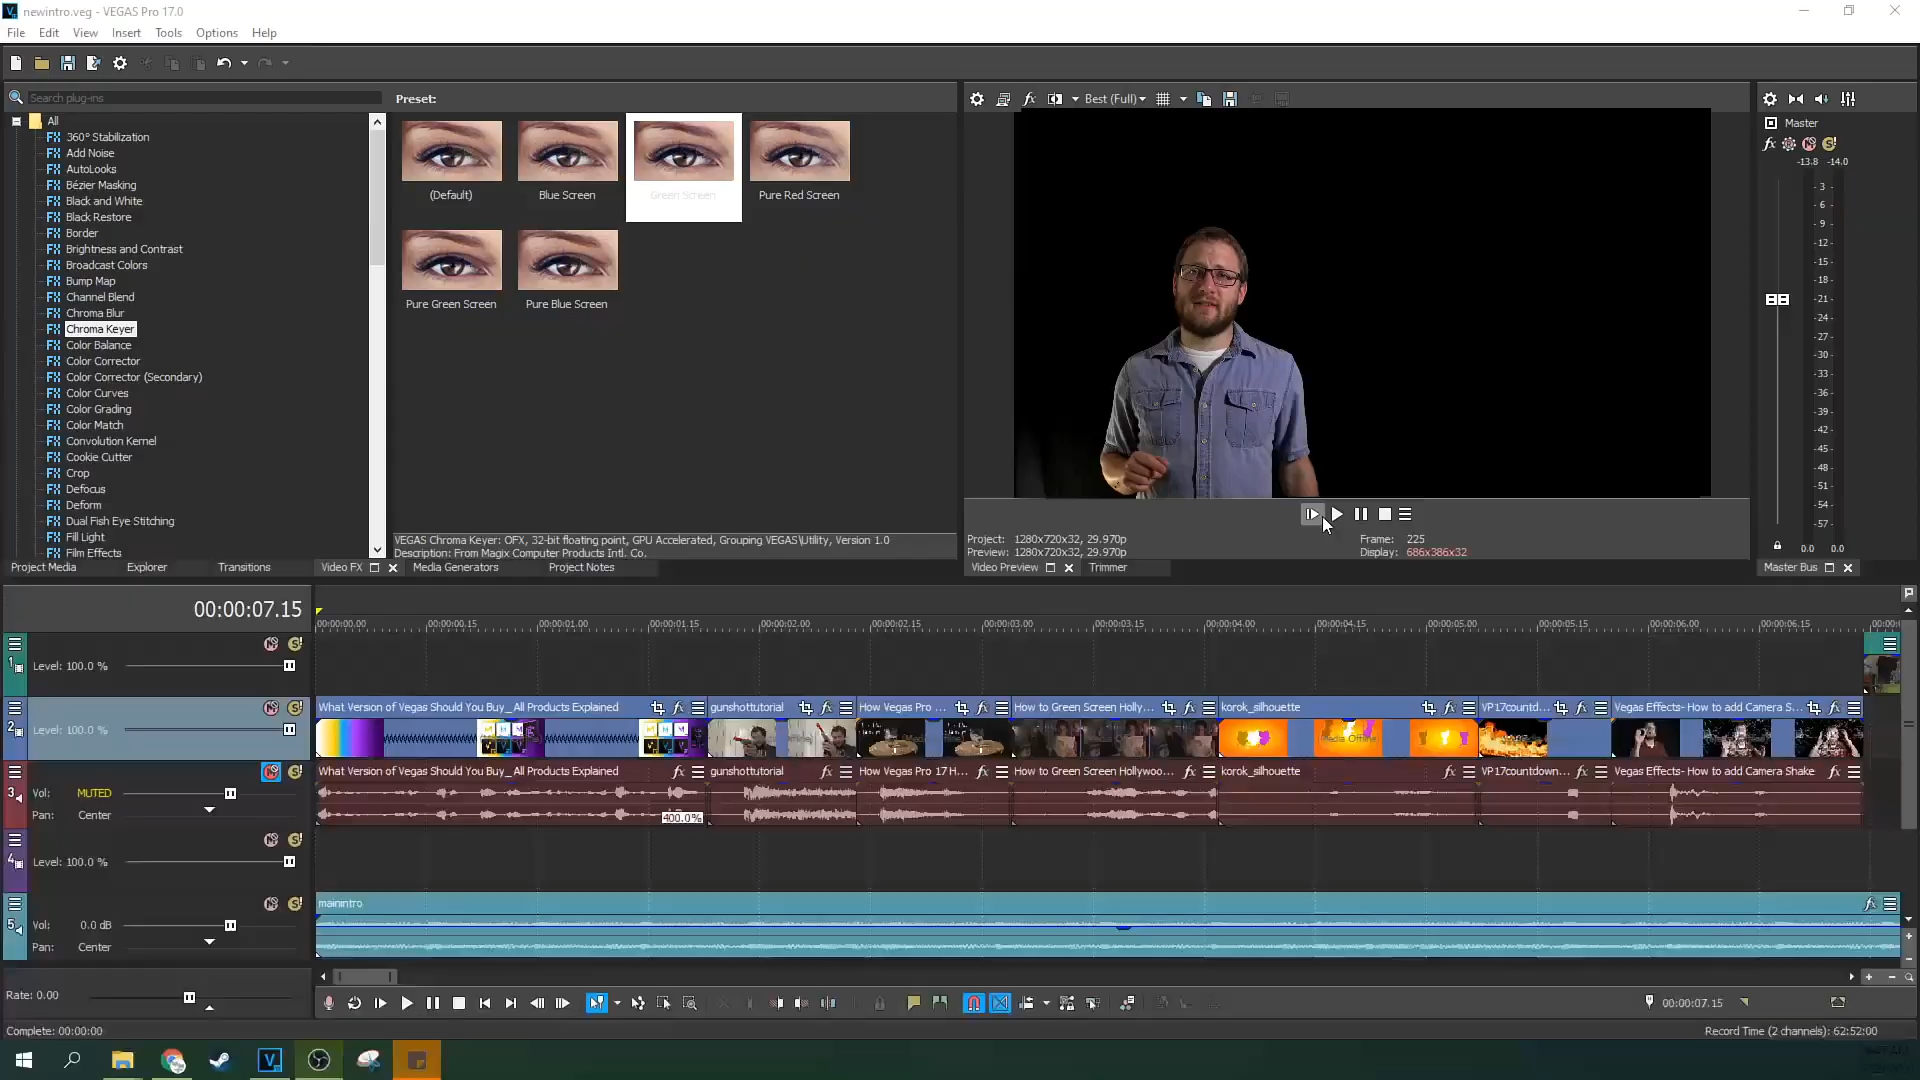 newintro.veg - VEGAS Pro 17.0
File Edit View Insert Tools Options Help
Search plug-ins
Preset:
All
360° Stabilization
Add Noise
AutoLooks
Bézier Masking
Black and White
Black Restore
Border
Brightness and Contrast
Broadcast Colors
Bump Map
Channel Blend
Chroma Blur
Chroma Keyer
Color Balance
Color Corrector
Color Corrector (Secondary)
Color Curves
Color Grading
Color Match
Convolution Kernel
Cookie Cutter
Crop
Defocus
Deform
Dual Fish Eye Stitching
Fill Light
Film Effects
(Default) Blue Screen Green Screen Pure Red Screen
Pure Green Screen Pure Blue Screen
VEGAS Chroma Keyer: OFX, 32-bit floating point, GPU Accelerated, Grouping VEGAS\Utility, Version 1.0
Description: From Magix Computer Products Intl. Co.
Project Media Explorer Transitions Video FX Media Generators Project Notes
Best (Full)
Project: 1280x720x32, 29.970p Frame: 225
Preview: 1280x720x32, 29.970p Display: 686x386x32
Video Preview Trimmer
Master
-13.8 -14.0
- 3 -
- 6 -
- 9 -
-12-
-15-
-18-
-21-
-24-
-27-
-30-
-33-
-36-
-39-
-42-
-45-
-48-
-51-
-54-
-57-
0.0 0.0
Master Bus
00:00:07.15
00:00:00.00 00:00:00.15 00:00:01.00 00:00:01.15 00:00:02.00 00:00:02.15 00:00:03.00 00:00:03.15 00:00:04.00 00:00:04.15 00:00:05.00 00:00:05.15 00:00:06.00 00:00:06.15
1 Level: 100.0 %
What Version of Vegas Should You Buy_ All Products Explained gunshottutorial How Vegas Pro ... How to Green Screen Holly... korok_silhouette VP17countd... Vegas Effects- How to add Camera S...
2 Level: 100.0 %
Media Offline
What Version of Vegas Should You Buy_ All Products Explained gunshottutorial How Vegas Pro 17 H... How to Green Screen Hollywoo... korok_silhouette VP17countdown... Vegas Effects- How to add Camera Shake
3 Vol: MUTED
Pan: Center
400.0%
4 Level: 100.0 %
mainintro
5 Vol: 0.0 dB
Pan: Center
Rate: 0.00
00:00:07.15
Complete: 00:00:00
Record Time (2 channels): 62:52:00